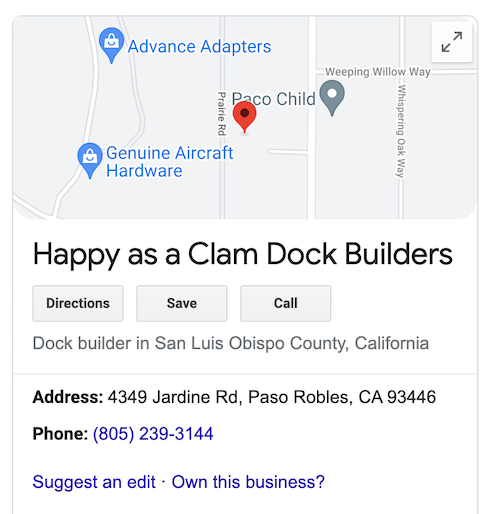 Advance Adapters
Weeping Willow Way
Prairie Rd
Paco Child
Whispering Oak Way
Genuine Aircraft
Hardware
Happy as a Clam Dock Builders
Directions Save Call
Dock builder in San Luis Obispo County, California
Address: 4349 Jardine Rd, Paso Robles, CA 93446
Phone: (805) 239-3144
Suggest an edit · Own this business?